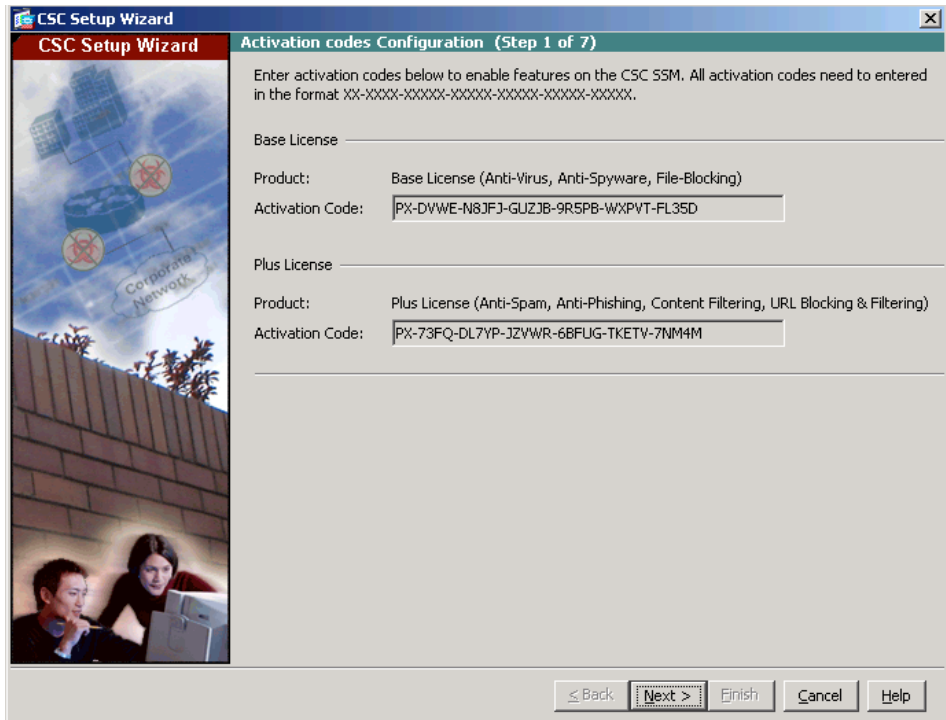 CSC Setup Wizard
CSC Setup Wizard
Corporate
Network
Activation codes Configuration (Step 1 of 7)
Enter activation codes below to enable features on the CSC SSM. All activation codes need to entered
in the format XX-XXXX-XXXXX-XXXXX-XXXXX-XXXXX-XXXXX.
Base License
Product: Base License (Anti-Virus, Anti-Spyware, File-Blocking)
Activation Code: PX-DVWE-N8JFJ-GUZJB-9R5PB-WXPVT-FL35D
Plus License
Product: Plus License (Anti-Spam, Anti-Phishing, Content Filtering, URL Blocking & Filtering)
Activation Code: PX-73FQ-DL7YP-JZVWR-6BFUG-TKETV-7NM4M
< Back Next > Finish Cancel Help